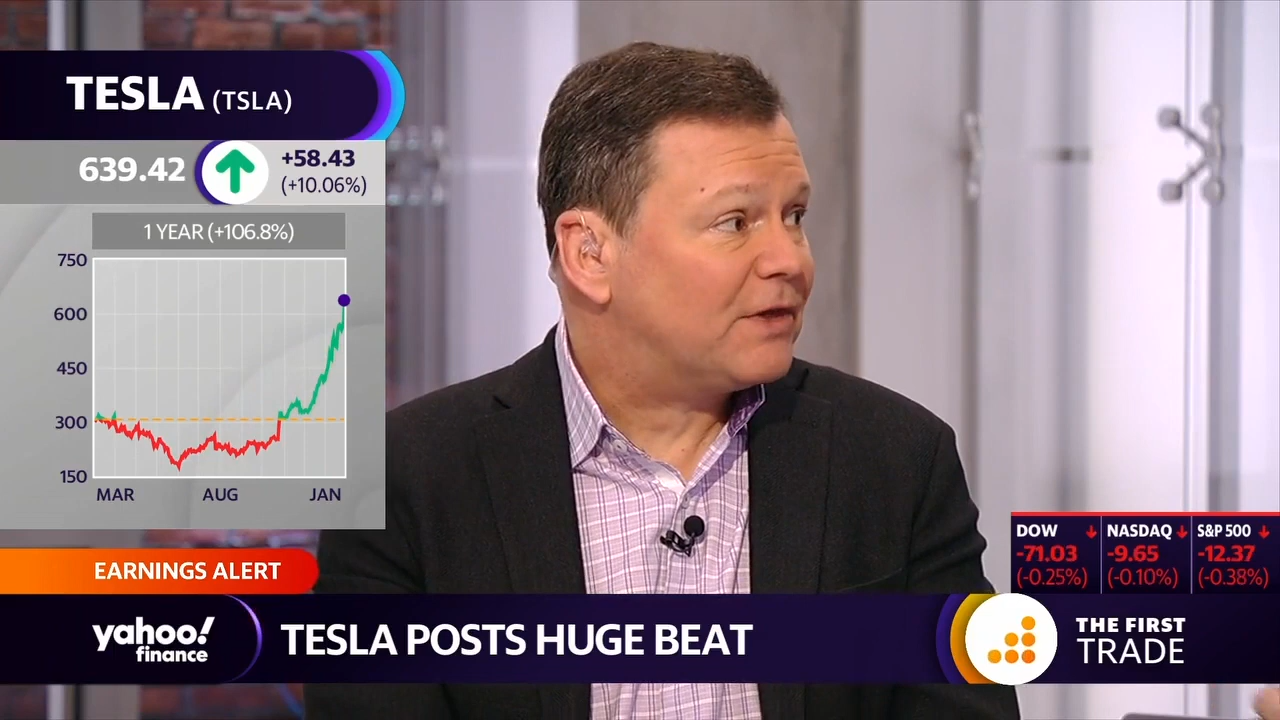 TESLA (TSLA)
639.42
+58.43
(+10.06%)
1 YEAR (+106.8%)
750
600
450
300
150
MAR AUG JAN
EARNINGS ALERT
yahoo!
finance
TESLA POSTS HUGE BEAT
DOW
-71.03
(-0.25%)
NASDAQ
-9.65
(-0.10%)
S&P 500
-12.37
(-0.38%)
THE FIRST
TRADE